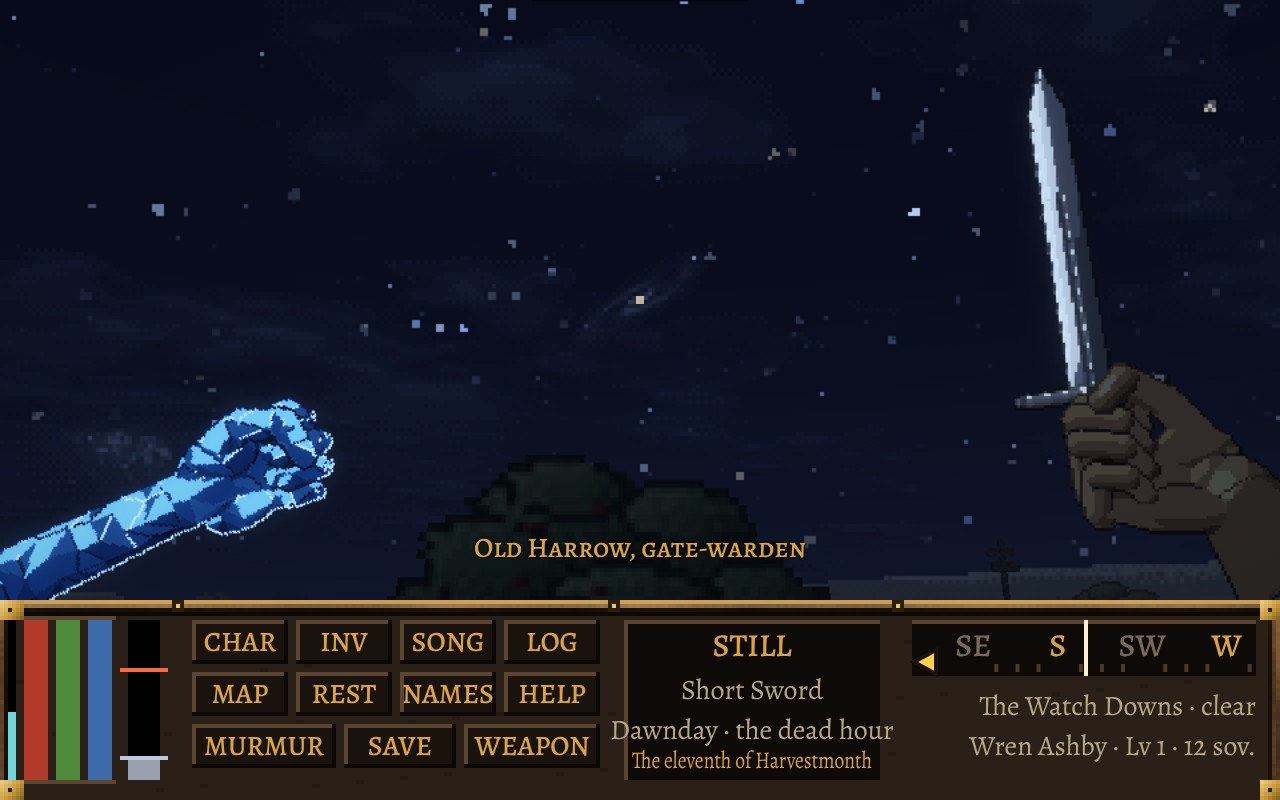 Old Harrow, gate-warden
CHAR INV SONG LOG
MAP REST NAMES HELP
MURMUR SAVE WEAPON
STILL
Short Sword
Dawnday · the dead hour
The eleventh of Harvestmonth
SE S SW W
The Watch Downs · clear
Wren Ashby · Lv 1 · 12 sov.